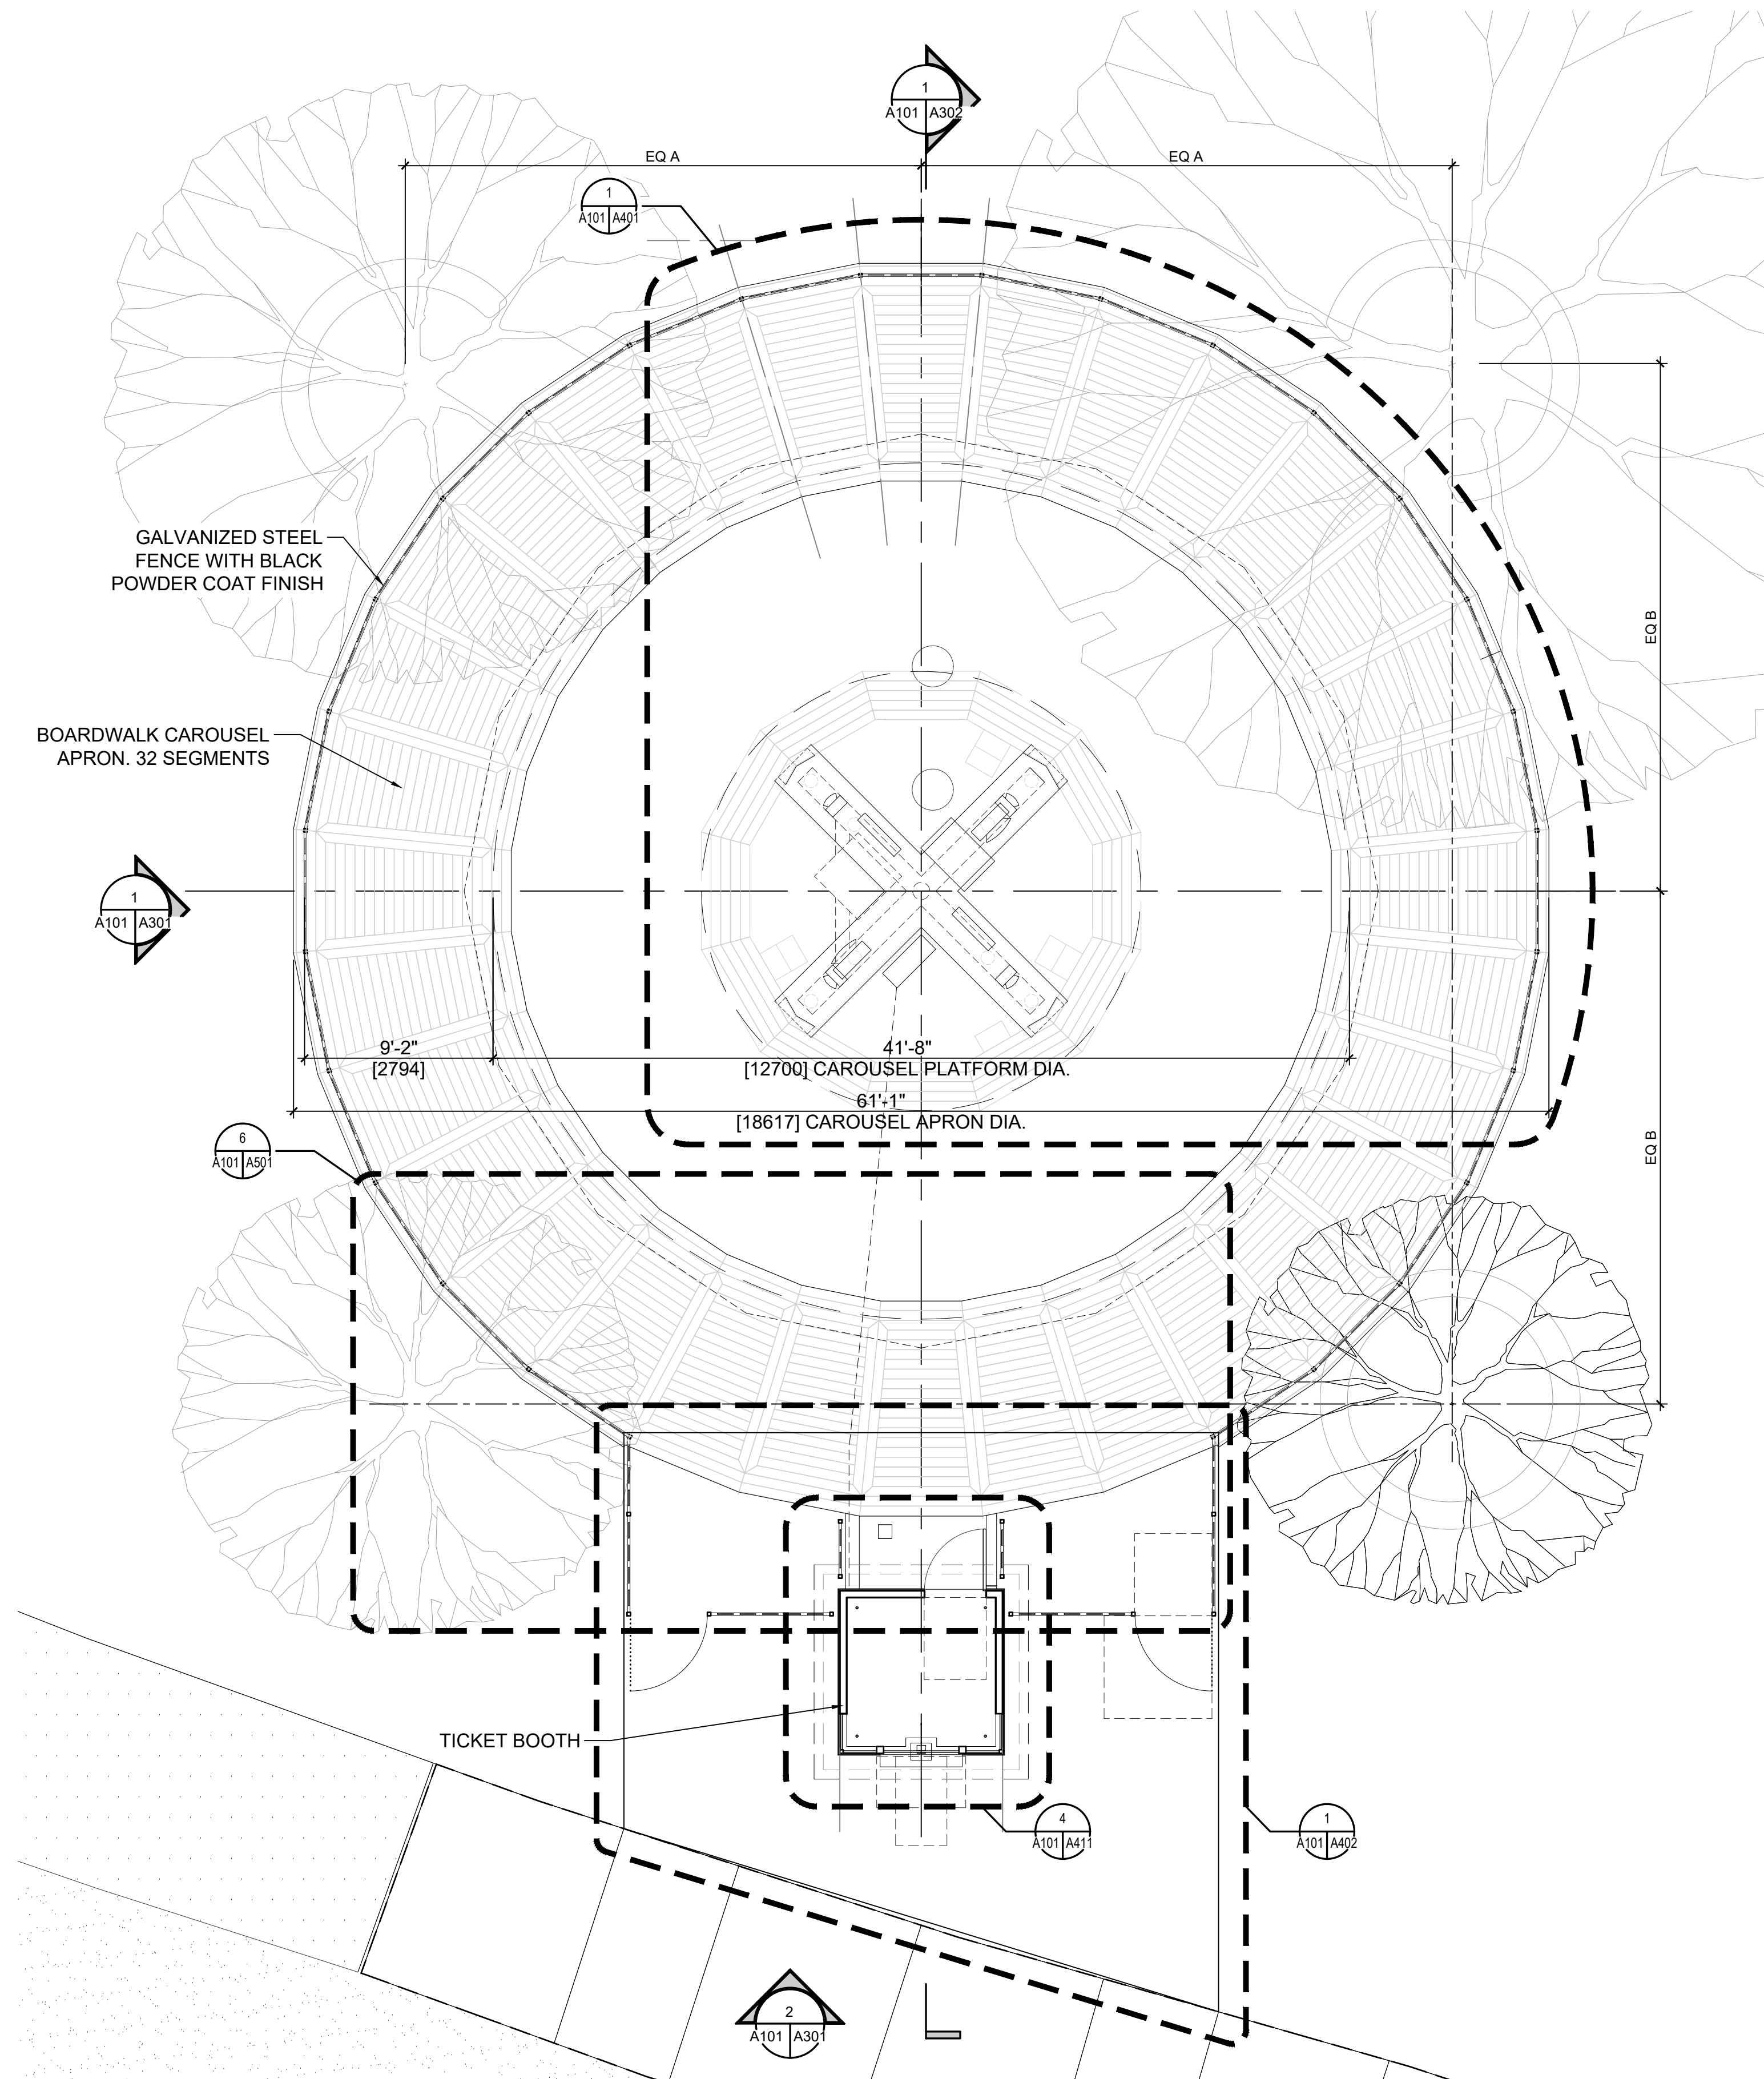 1
A101 A302
EQ A
EQ A
1
A101 A401
GALVANIZED STEEL
FENCE WITH BLACK
POWDER COAT FINISH
EQ B
BOARDWALK CAROUSEL
APRON. 32 SEGMENTS
1
A101 A301
9'-2"
[2794]
41'-8"
[12700] CAROUSEL PLATFORM DIA.
61'-1"
[18617] CAROUSEL APRON DIA.
6
A101 A501
EQ B
TICKET BOOTH
4
A101 A411
1
A101 A402
2
A101 A301